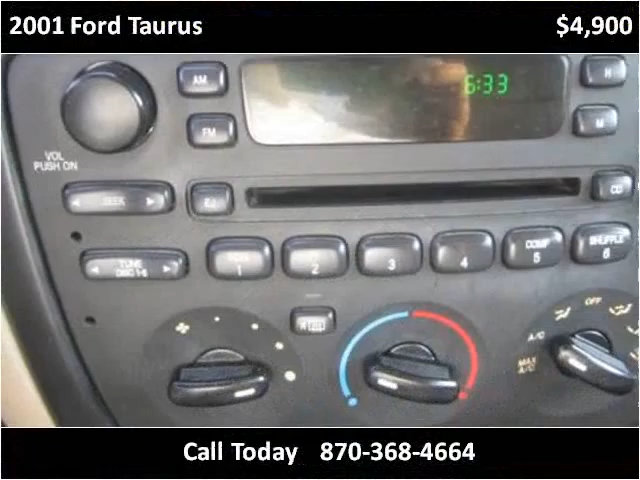 2001 Ford Taurus $4,900
AM 6:33 H
FM M
VOL
PUSH ON
SEEK CD
TUNE
DISC 1-6
1 2 3 4 COMP 5 SHUFFLE 6
OFF
A/C
MAX
A/C
Call Today 870-368-4664